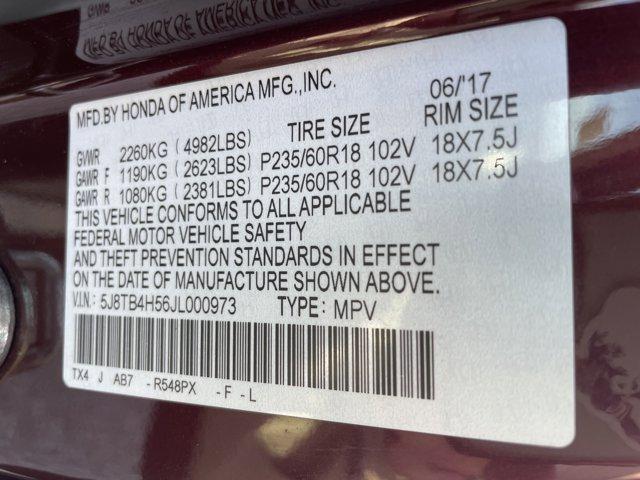 MFD.BY HONDA OF AMERICA MFG.,INC. 06/'17
TIRE SIZE RIM SIZE
GVWR 2260KG (4982LBS)
GAWR F 1190KG (2623LBS) P235/60R18 102V 18X7.5J
GAWR R 1080KG (2381LBS) P235/60R18 102V 18X7.5J
THIS VEHICLE CONFORMS TO ALL APPLICABLE
FEDERAL MOTOR VEHICLE SAFETY
AND THEFT PREVENTION STANDARDS IN EFFECT
ON THE DATE OF MANUFACTURE SHOWN ABOVE.
V.I.N.: 5J8TB4H56JL000973 TYPE: MPV
TX4 J AB7 -R548PX -F -L